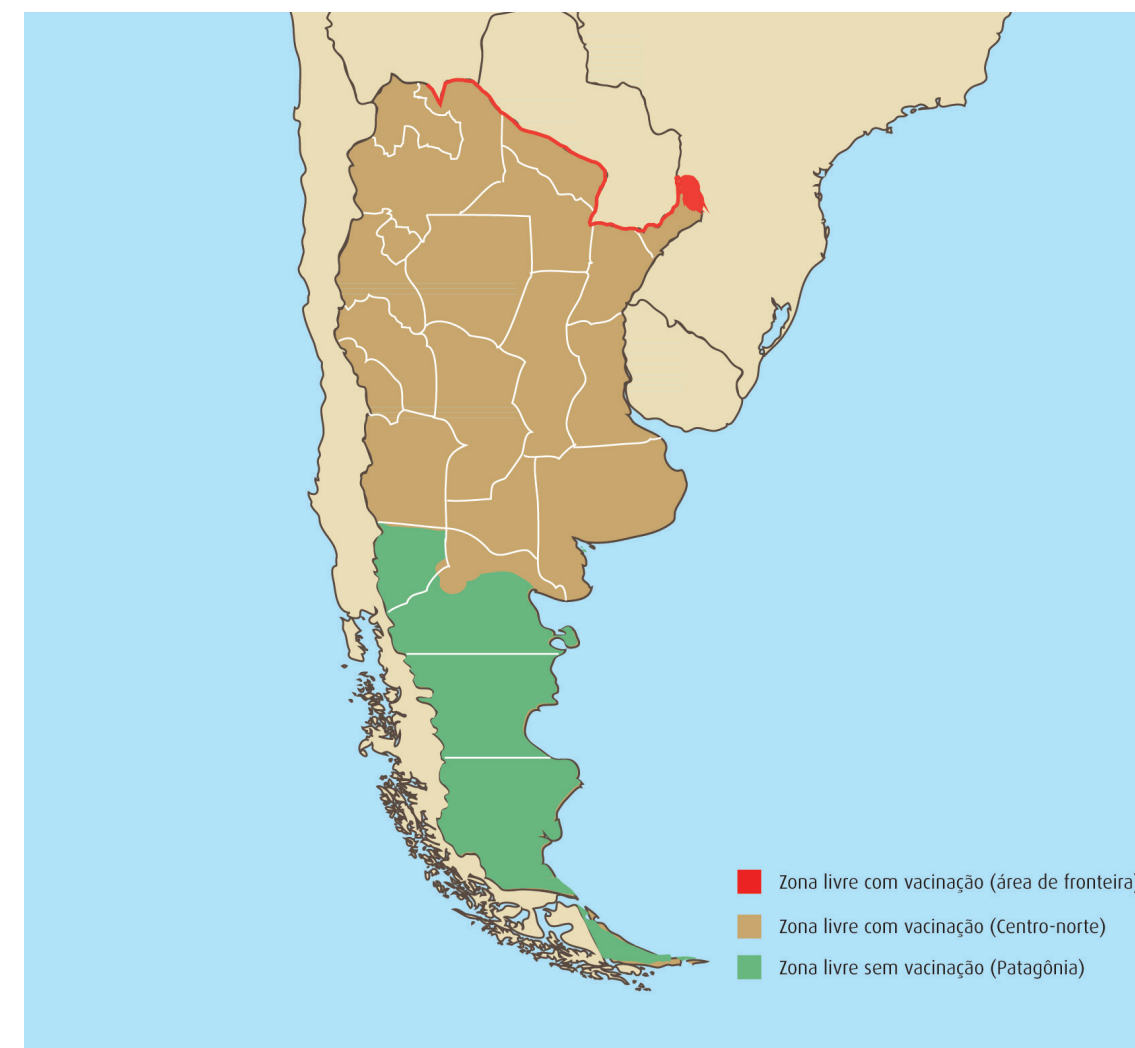 Zona livre com vacinação (área de fronteira)
Zona livre com vacinação (Centro-norte)
Zona livre sem vacinação (Patagônia)